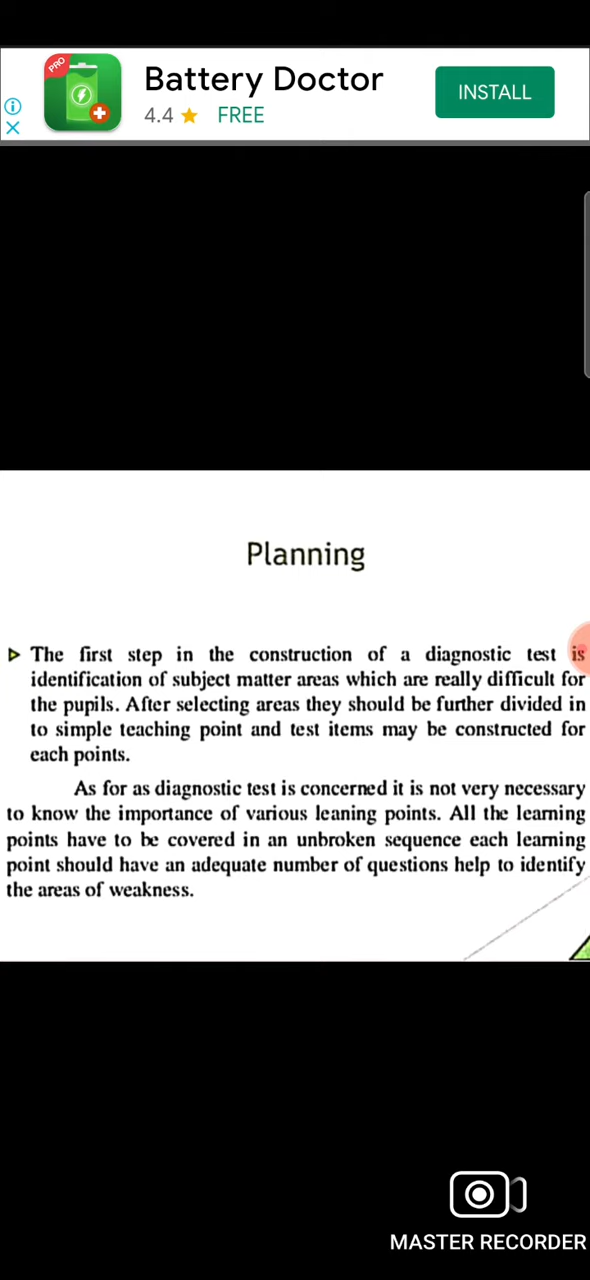 PRO
Battery Doctor
4.4 ★ FREE
INSTALL
Planning
The first step in the construction of a diagnostic test is
identification of subject matter areas which are really difficult for
the pupils. After selecting areas they should be further divided in
to simple teaching point and test items may be constructed for
each points.
As for as diagnostic test is concerned it is not very necessary
to know the importance of various leaning points. All the learning
points have to be covered in an unbroken sequence each learning
point should have an adequate number of questions help to identify
the areas of weakness.
MASTER RECORDER